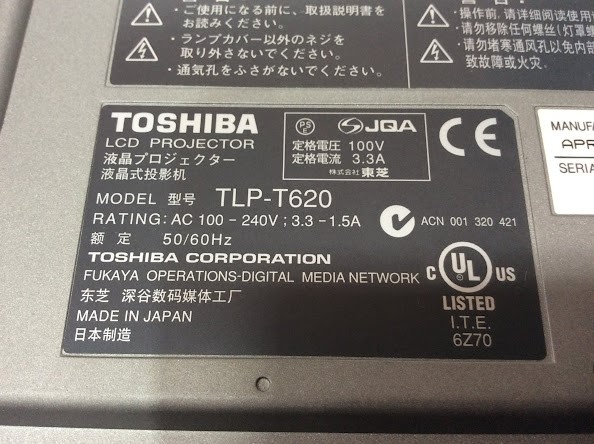 ・ご使用になる前に、取扱説明書を
お読みください。
・ランプカバー以外のネジを
取り外さないでください。
・通気孔をふさがないでください。
・操作前,请详细阅读使用
・请勿移除任何螺丝(灯罩螺
・请勿堵塞通风孔以免内部
致故障或火灾.
TOSHIBA
LCD PROJECTOR
液晶プロジェクター
液晶式投影机
PS
E
JQA
定格電圧 100V
定格電流 3.3A
株式会社 東芝
CE
MODEL 型号 TLP-T620
RATING: AC 100 - 240V ; 3.3 - 1.5A
额 定 50/60Hz
ACN 001 320 421
TOSHIBA CORPORATION
FUKAYA OPERATIONS-DIGITAL MEDIA NETWORK
东芝 深谷数码媒体工厂
MADE IN JAPAN
日本制造
C UL US
LISTED
I.T.E.
6Z70
MANUFA
APR
SERIA